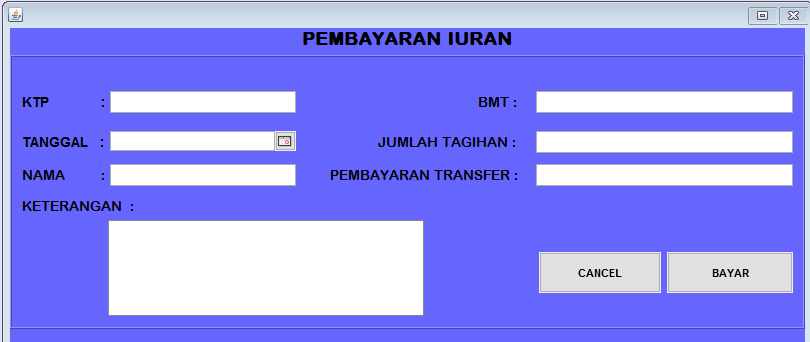 PEMBAYARAN IURAN
KTP : BMT :
TANGGAL : JUMLAH TAGIHAN :
NAMA : PEMBAYARAN TRANSFER :
KETERANGAN :
CANCEL BAYAR